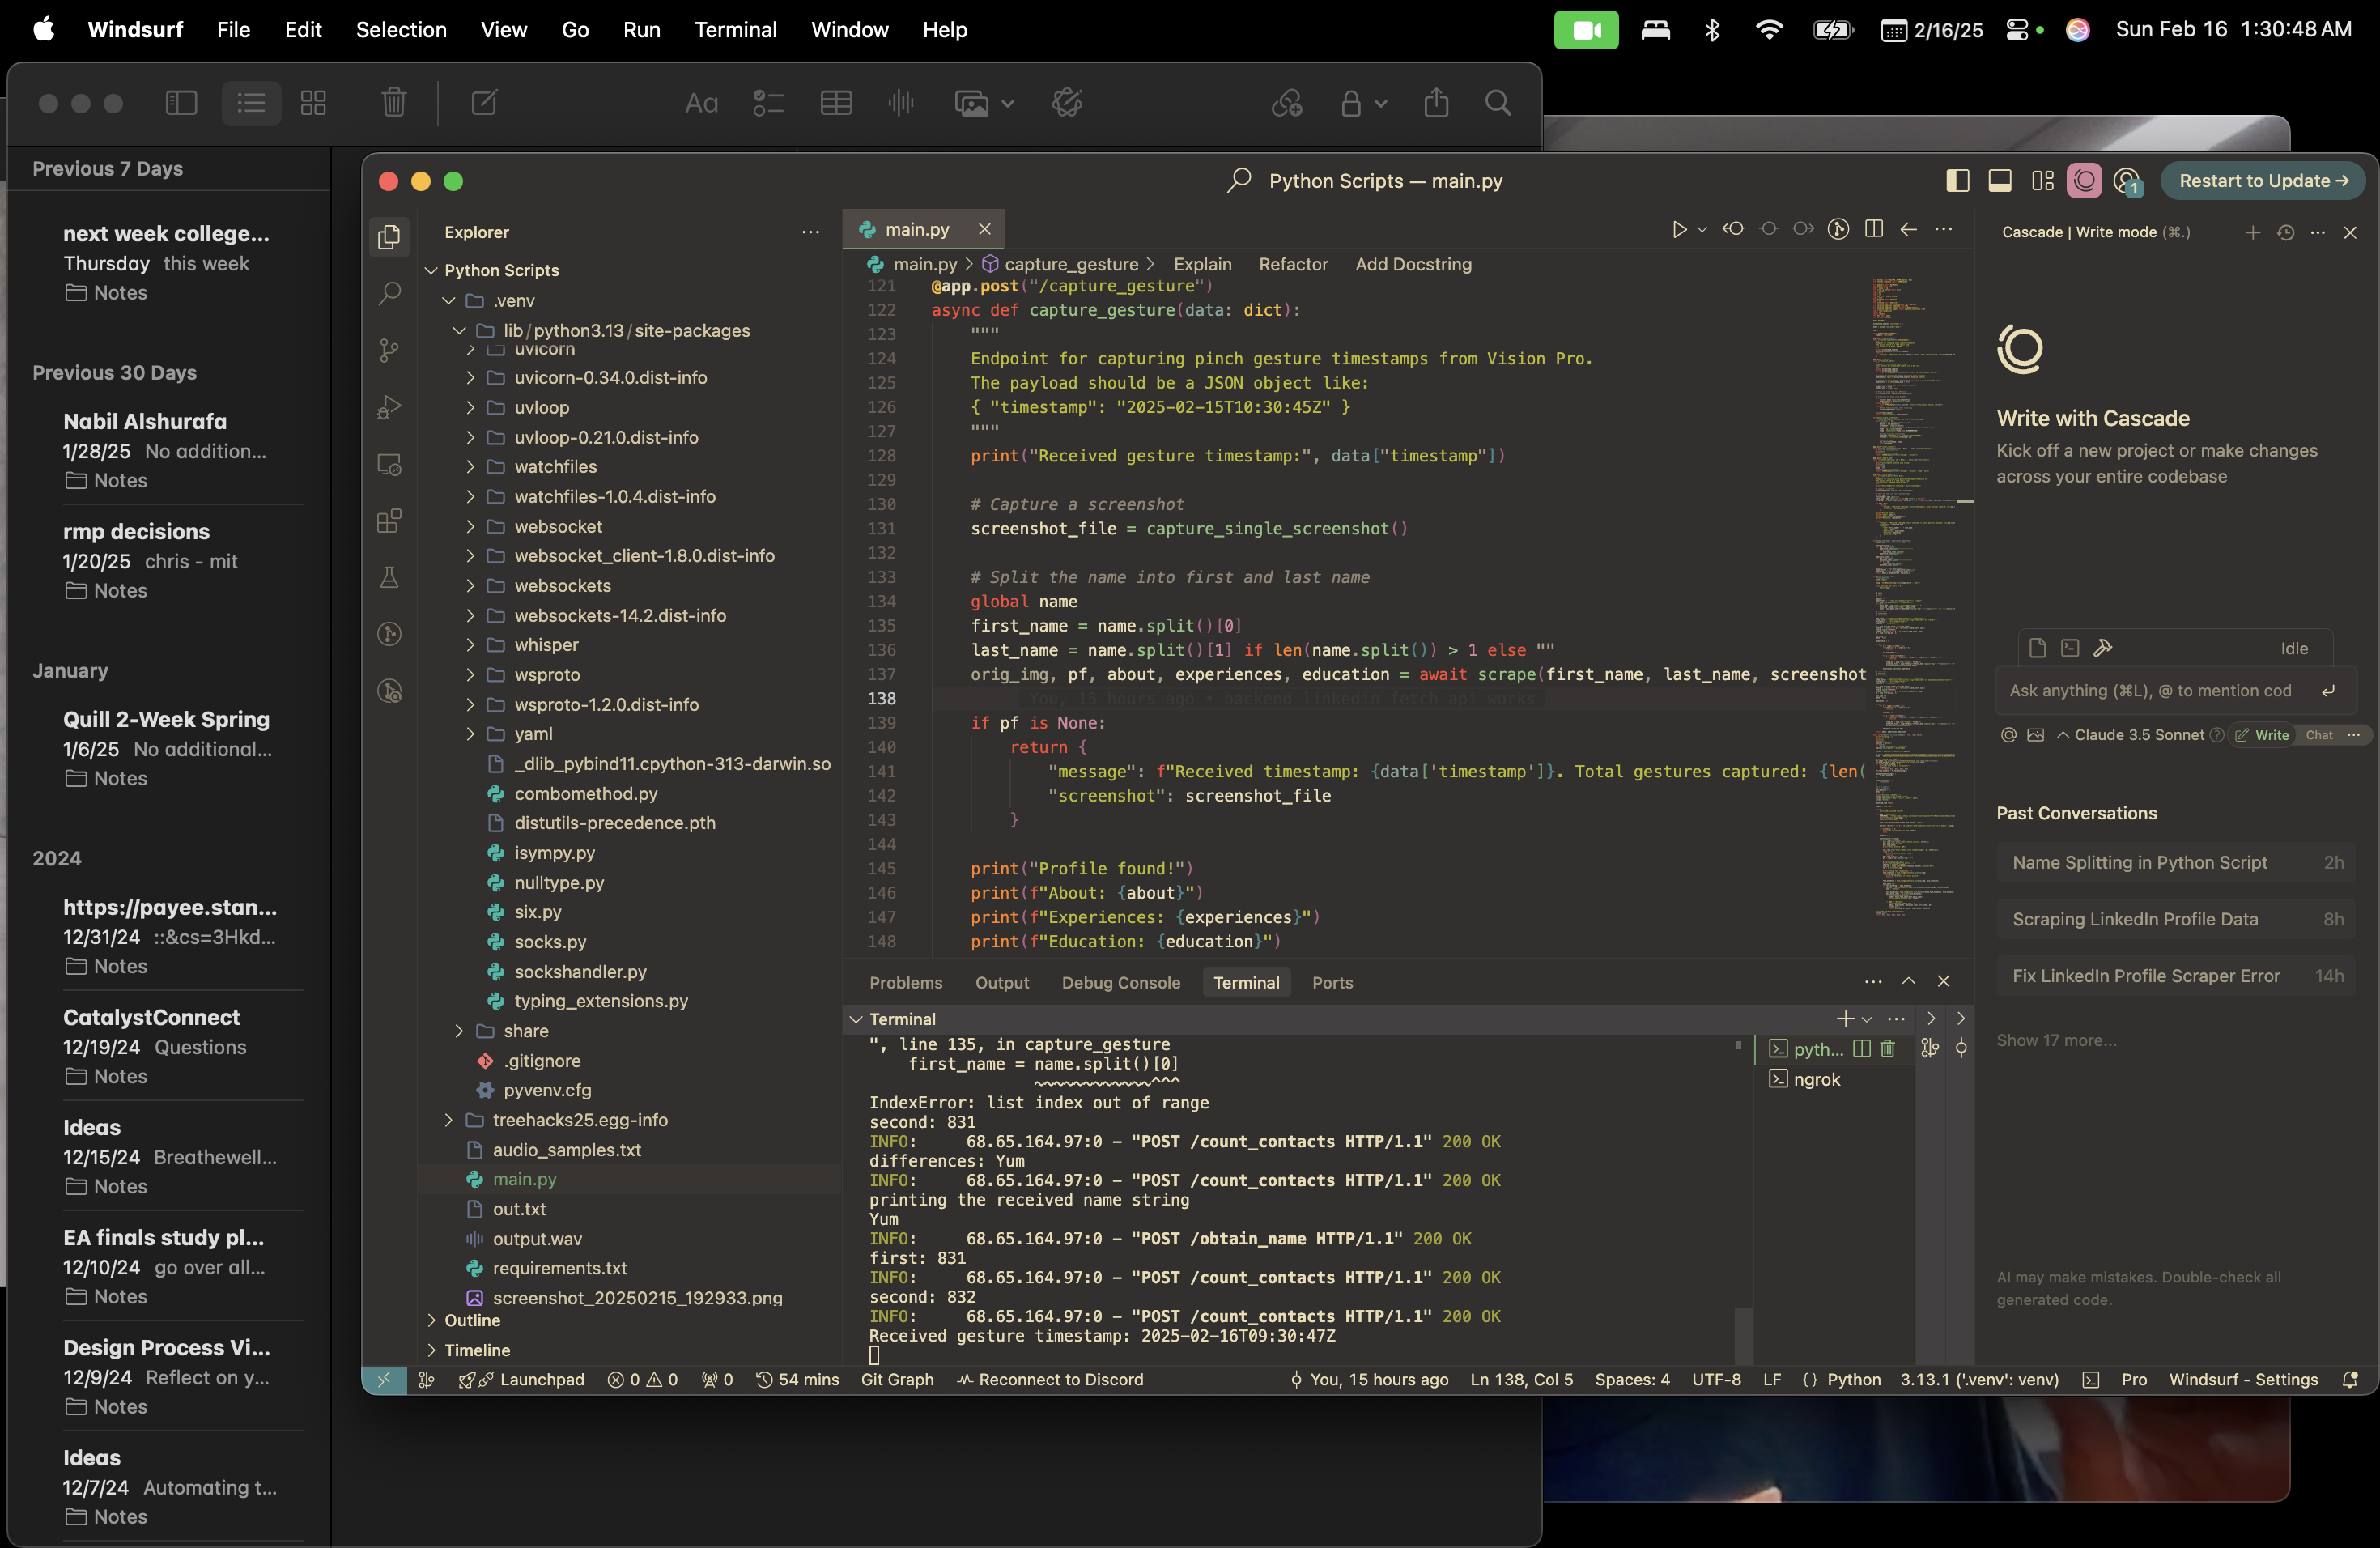 Windsurf File Edit Selection View Go Run Terminal Window Help
2/16/25 Sun Feb 16 1:30:48 AM
Previous 7 Days
next week college...
Thursday this week
Notes
Previous 30 Days
Nabil Alshurafa
1/28/25 No addition...
Notes
rmp decisions
1/20/25 chris - mit
Notes
January
Quill 2-Week Spring
1/6/25 No additional...
Notes
2024
https://payee.stan...
12/31/24 ::&cs=3Hkd...
Notes
CatalystConnect
12/19/24 Questions
Notes
Ideas
12/15/24 Breathewell...
Notes
EA finals study pl...
12/10/24 go over all...
Notes
Design Process Vi...
12/9/24 Reflect on y...
Notes
Ideas
12/7/24 Automating t...
Notes
Aa
Python Scripts — main.py
1
Restart to Update →
Explorer
Python Scripts
.venv
lib/python3.13/site-packages
uvicorn
uvicorn-0.34.0.dist-info
uvloop
uvloop-0.21.0.dist-info
watchfiles
watchfiles-1.0.4.dist-info
websocket
websocket_client-1.8.0.dist-info
websockets
websockets-14.2.dist-info
whisper
wsproto
wsproto-1.2.0.dist-info
yaml
_dlib_pybind11.cpython-313-darwin.so
combomethod.py
distutils-precedence.pth
isympy.py
nulltype.py
six.py
socks.py
sockshandler.py
typing_extensions.py
share
.gitignore
pyvenv.cfg
treehacks25.egg-info
audio_samples.txt
main.py
out.txt
output.wav
requirements.txt
screenshot_20250215_192933.png
Outline
Timeline
main.py
main.py > capture_gesture > Explain Refactor Add Docstring
121 @app.post("/capture_gesture")
122 async def capture_gesture(data: dict):
123 """
124 Endpoint for capturing pinch gesture timestamps from Vision Pro.
125 The payload should be a JSON object like:
126 { "timestamp": "2025-02-15T10:30:45Z" }
127 """
128 print("Received gesture timestamp:", data["timestamp"])
129
130 # Capture a screenshot
131 screenshot_file = capture_single_screenshot()
132
133 # Split the name into first and last name
134 global name
135 first_name = name.split()[0]
136 last_name = name.split()[1] if len(name.split()) > 1 else ""
137 orig_img, pf, about, experiences, education = await scrape(first_name, last_name, screenshot
138 You, 15 hours ago • backend linkedin fetch api works
139 if pf is None:
140 return {
141 "message": f"Received timestamp: {data['timestamp']}. Total gestures captured: {len(
142 "screenshot": screenshot_file
143 }
144
145 print("Profile found!")
146 print(f"About: {about}")
147 print(f"Experiences: {experiences}")
148 print(f"Education: {education}")
Problems Output Debug Console Terminal Ports
Terminal
", line 135, in capture_gesture
first_name = name.split()[0]
~~~~~~~~~~~~^^^
IndexError: list index out of range
second: 831
INFO: 68.65.164.97:0 - "POST /count_contacts HTTP/1.1" 200 OK
differences: Yum
INFO: 68.65.164.97:0 - "POST /count_contacts HTTP/1.1" 200 OK
printing the received name string
Yum
INFO: 68.65.164.97:0 - "POST /obtain_name HTTP/1.1" 200 OK
first: 831
INFO: 68.65.164.97:0 - "POST /count_contacts HTTP/1.1" 200 OK
second: 832
INFO: 68.65.164.97:0 - "POST /count_contacts HTTP/1.1" 200 OK
Received gesture timestamp: 2025-02-16T09:30:47Z
pyth...
ngrok
Cascade | Write mode (⌘.)
Write with Cascade
Kick off a new project or make changes
across your entire codebase
Idle
Ask anything (⌘L), @ to mention cod
Claude 3.5 Sonnet Write Chat
Past Conversations
Name Splitting in Python Script 2h
Scraping LinkedIn Profile Data 8h
Fix LinkedIn Profile Scraper Error 14h
Show 17 more...
AI may make mistakes. Double-check all
generated code.
Launchpad 0 0 0 54 mins Git Graph Reconnect to Discord You, 15 hours ago Ln 138, Col 5 Spaces: 4 UTF-8 LF {} Python 3.13.1 ('.venv': venv) Pro Windsurf - Settings